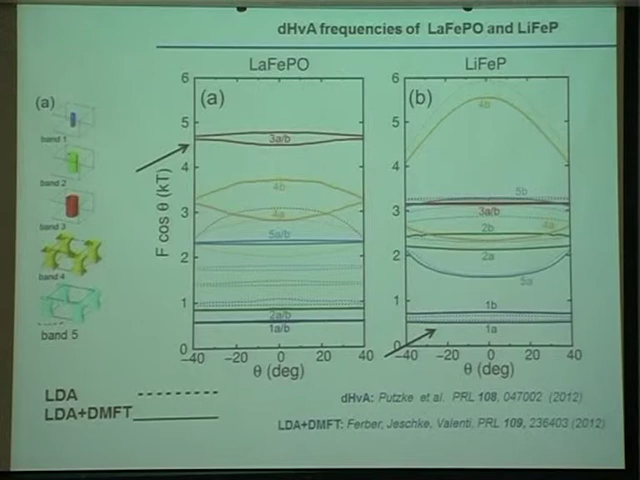 dHvA frequencies of LaFePO and LiFeP
LaFePO
LiFeP
(a)
band 1
band 2
band 3
band 4
band 5
F cos θ (kT)
6
5
4
3
2
1
0
(a)
3a/b
4b
4a
5a/b
2a/b
1a/b
−40 −20 0 20 40
θ (deg)
6
5
4
3
2
1
0
(b)
4b
5b
3a/b
2b
4a
2a
5a
1b
1a
−40 −20 0 20 40
θ (deg)
LDA
LDA+DMFT
dHvA: Putzke et al. PRL 108, 047002 (2012)
LDA+DMFT: Ferber, Jeschke, Valenti, PRL 109, 236403 (2012)